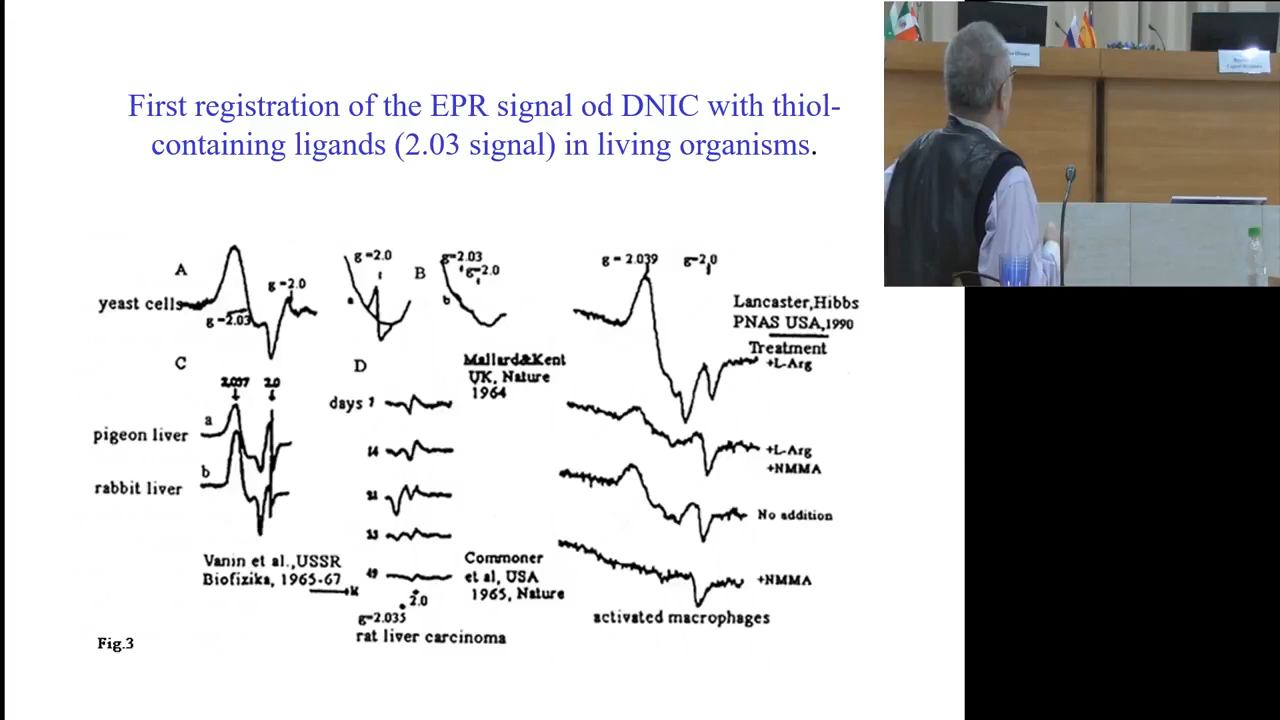 First registration of the EPR signal od DNIC with thiol-
containing ligands (2.03 signal) in living organisms.
A
yeast cells
g =2.03
g =2.0
g =2.0
a
B
g=2.03
g=2.0
b
Mallard&Kent
UK, Nature
1964
C
2,037
2.0
a
pigeon liver
b
rabbit liver
Vanin et al.,USSR
Biofizika, 1965-67
D
days 7
14
21
33
49
2.0
g=2.035
rat liver carcinoma
Commoner
et al, USA
1965, Nature
g = 2.039
g=2,0
Lancaster,Hibbs
PNAS USA,1990
Treatment
+L-Arg
+L-Arg
+NMMA
No addition
+NMMA
activated macrophages
Fig.3